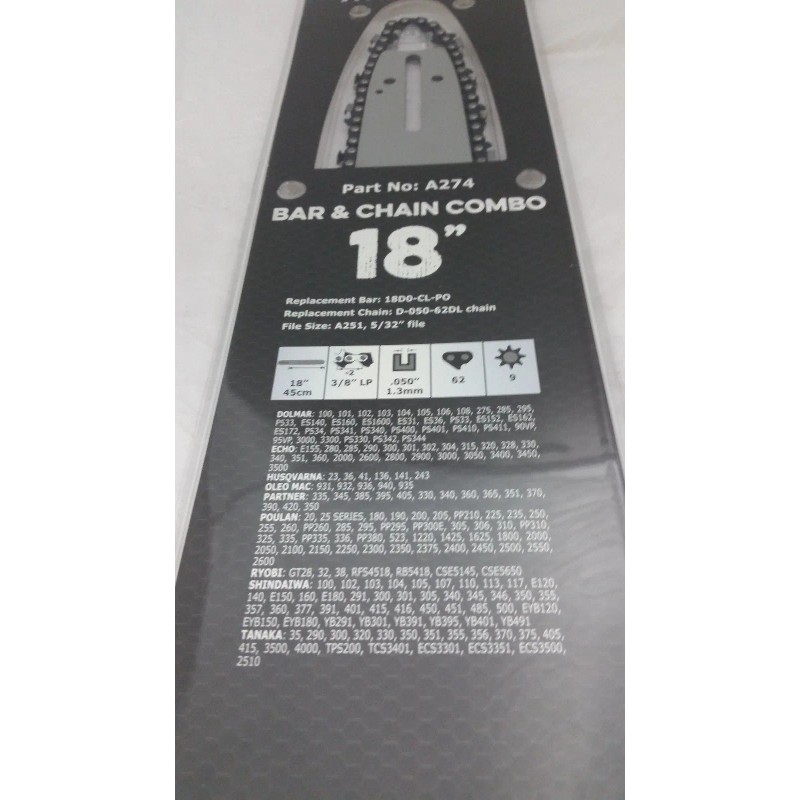 Part No: A274
BAR & CHAIN COMBO
18”
Replacement Bar: 18D0-CL-PO
Replacement Chain: D-050-62DL chain
File Size: A251, 5/32” file
18” 3/8” LP .050” 62 9
45cm 1.3mm
DOLMAR: 100, 101, 102, 103, 104, 105, 106, 108, 275, 285, 295,
PS33, ES140, ES160, ES1600, ES31, ES36, PS33, ES152, ES162,
ES172, PS34, PS341, PS340, PS400, PS401, PS410, PS411, 90VP,
95VP, 3000, 3300, PS330, PS342, PS344
ECHO: E155, 280, 285, 290, 300, 301, 302, 304, 315, 320, 328, 330,
340, 351, 360, 2000, 2600, 2800, 2900, 3000, 3050, 3400, 3450,
3500
HUSQVARNA: 23, 36, 41, 136, 141, 243
OLEO MAC: 931, 932, 936, 940, 935
PARTNER: 335, 345, 385, 395, 405, 330, 340, 360, 365, 351, 370,
390, 420, 350
POULAN: 20, 25 SERIES, 180, 190, 200, 205, PP210, 225, 235, 250,
255, 260, PP260, 285, 295, PP295, PP300E, 305, 306, 310, PP310,
325, 335, PP335, 336, PP380, 523, 1220, 1425, 1625, 1800, 2000,
2050, 2100, 2150, 2250, 2300, 2350, 2375, 2400, 2450, 2500, 2550,
2600
RYOBI: GT28, 32, 38, RFS4518, RB5418, CSE5145, CSE5650
SHINDAIWA: 100, 102, 103, 104, 105, 107, 110, 113, 117, E120,
140, E150, 160, E180, 291, 300, 301, 305, 340, 345, 346, 350, 355,
357, 360, 377, 391, 401, 415, 416, 450, 451, 485, 500, EYB120,
EYB150, EYB180, YB291, YB301, YB391, YB395, YB401, YB491
TANAKA: 35, 290, 300, 320, 330, 350, 351, 355, 356, 370, 375, 405,
415, 3500, 4000, TPS200, TCS3401, ECS3301, ECS3351, ECS3500,
2510